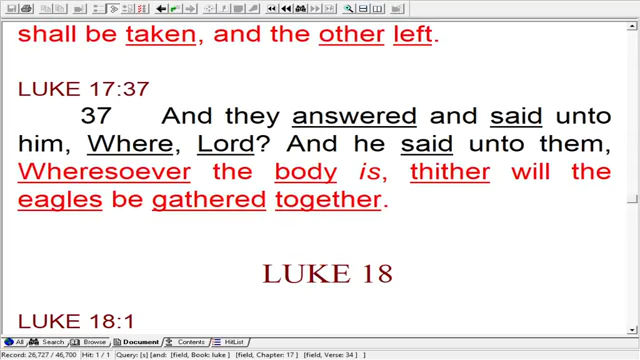 shall be taken, and the other left.
LUKE 17:37
37 And they answered and said unto
him, Where, Lord? And he said unto them,
Wheresoever the body is, thither will the
eagles be gathered together.
LUKE 18
LUKE 18:1
All Search Browse Document Contents HitList
Record: 26,727 / 46,700 Hit: 1 / 1 Query: [s] [and: [field, Book: luke] [field, Chapter: 17] [field, Verse: 34] ]